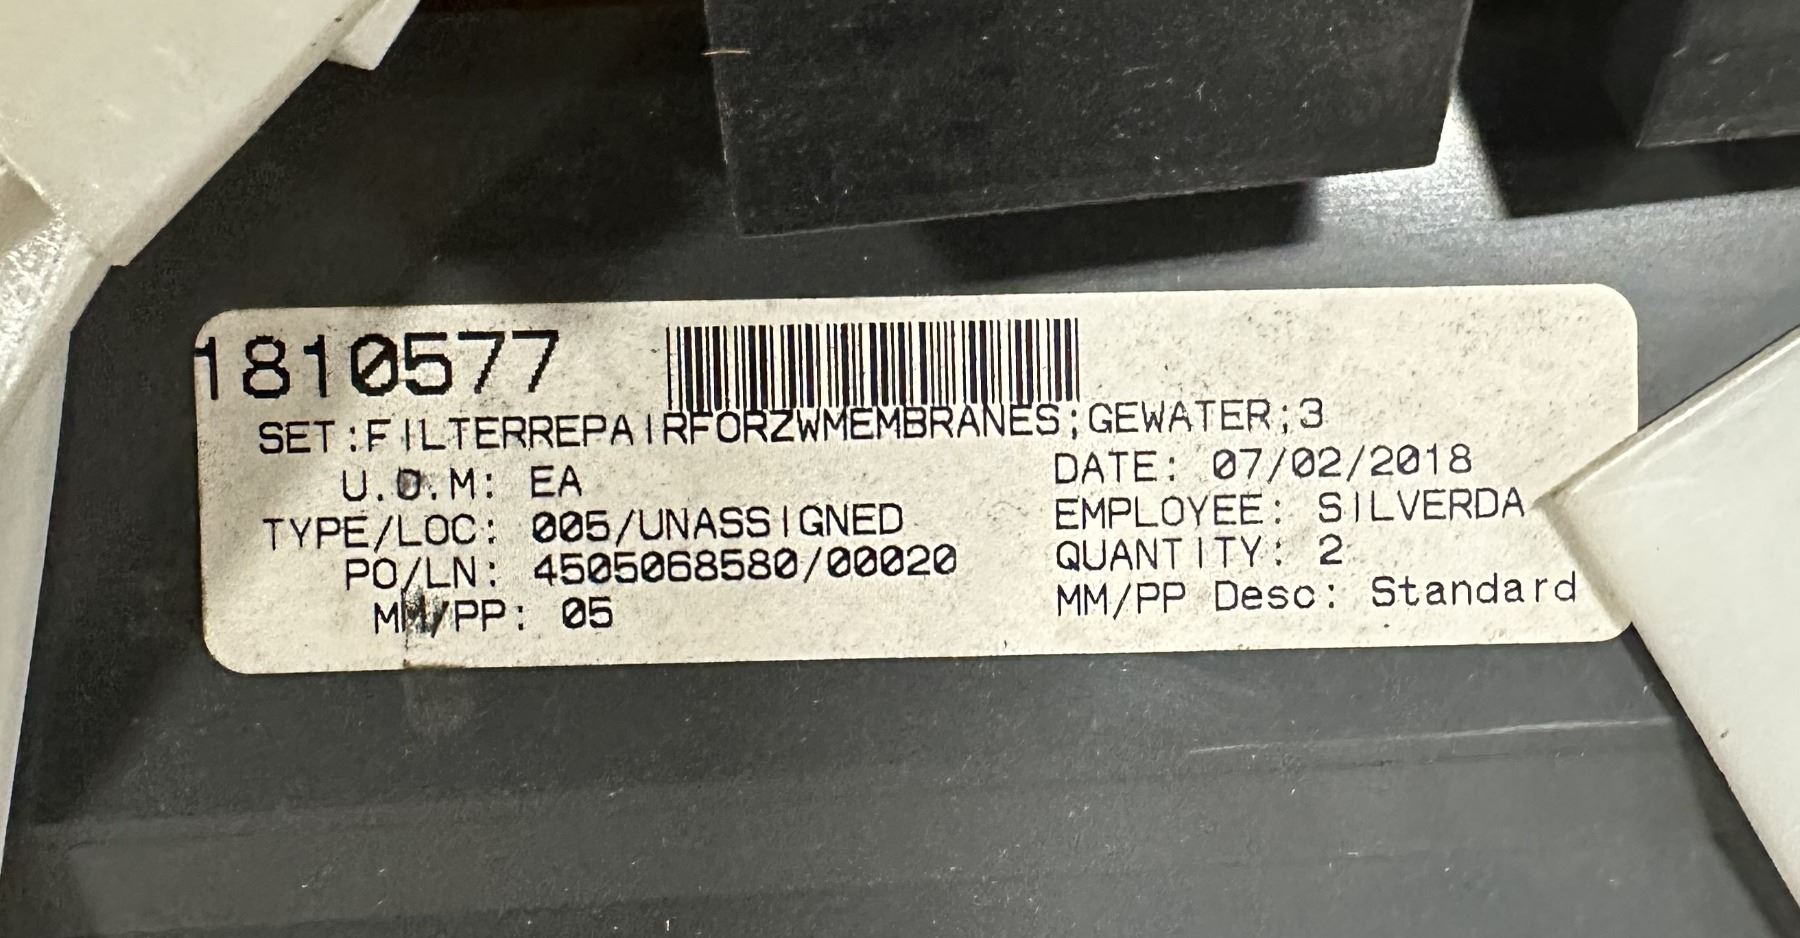 1810577
SET:FILTERREPAIRFORZWMEMBRANES;GEWATER;3
U.O.M: EA
DATE: 07/02/2018
TYPE/LOC: 005/UNASSIGNED
EMPLOYEE: SILVERDA
PO/LN: 4505068580/00020
QUANTITY: 2
MM/PP: 05
MM/PP Desc: Standard